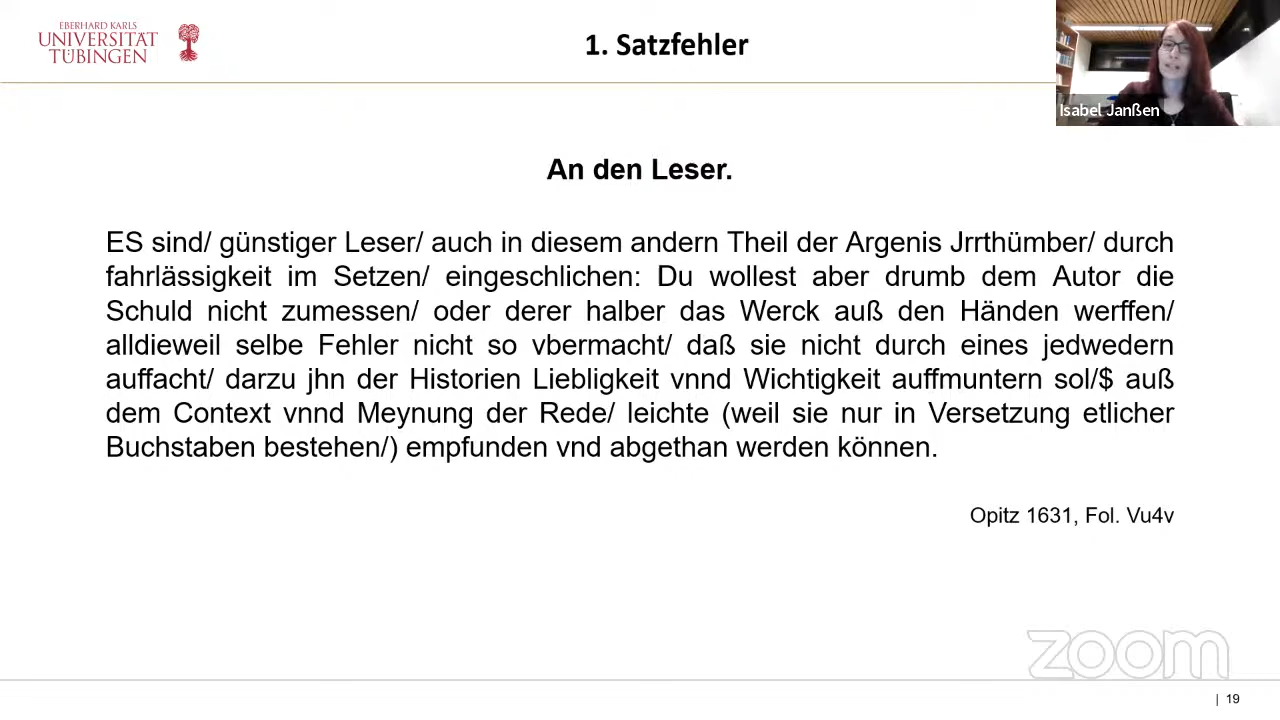 EBERHARD KARLS
UNIVERSITÄT
TÜBINGEN
1. Satzfehler
Isabel Janßen
An den Leser.
ES sind/ günstiger Leser/ auch in diesem andern Theil der Argenis Jrrthümber/ durch
fahrlässigkeit im Setzen/ eingeschlichen: Du wollest aber drumb dem Autor die
Schuld nicht zumessen/ oder derer halber das Werck auß den Händen werffen/
alldieweil selbe Fehler nicht so vbermacht/ daß sie nicht durch eines jedwedern
auffacht/ darzu jhn der Historien Liebligkeit vnnd Wichtigkeit auffmuntern sol/$ auß
dem Context vnnd Meynung der Rede/ leichte (weil sie nur in Versetzung etlicher
Buchstaben bestehen/) empfunden vnd abgethan werden können.
Opitz 1631, Fol. Vu4v
zoom
| 19